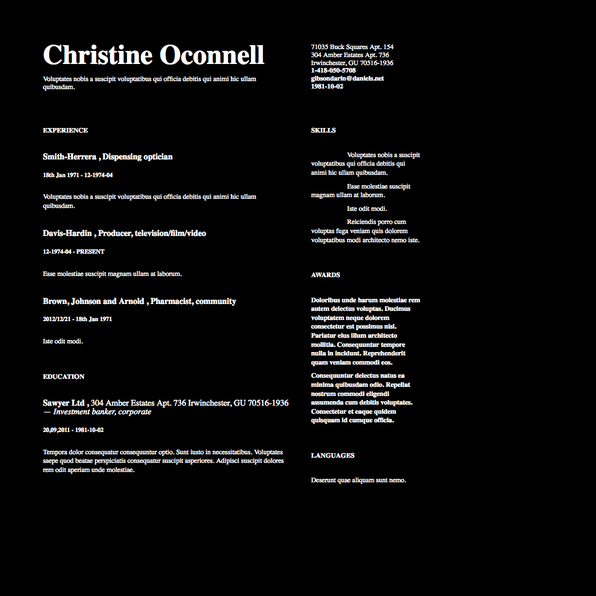 Christine Oconnell
Voluptates nobis a suscipit voluptatibus qui officia debitis qui animi hic ullam
quibusdam.
71035 Buck Squares Apt. 154
304 Amber Estates Apt. 736
Irwinchester, GU 70516-1936
1-418-050-5708
gibsondarin@daniels.net
1981-10-02
EXPERIENCE
Smith-Herrera , Dispensing optician
18th Jan 1971 - 12-1974-04
Voluptates nobis a suscipit voluptatibus qui officia debitis qui animi hic ullam
quibusdam.
Davis-Hardin , Producer, television/film/video
12-1974-04 - PRESENT
Esse molestiae suscipit magnam ullam at laborum.
Brown, Johnson and Arnold , Pharmacist, community
2012/12/21 - 18th Jan 1971
Iste odit modi.
EDUCATION
Sawyer Ltd , 304 Amber Estates Apt. 736 Irwinchester, GU 70516-1936
— Investment banker, corporate
20,09,2011 - 1981-10-02
Tempora dolor consequatur consequuntur optio. Sunt iusto in necessitatibus. Voluptates
saepe quod beatae perspiciatis consequatur suscipit asperiores. Adipisci suscipit dolores
rem odit aperiam unde molestiae.
SKILLS
Voluptates nobis a suscipit
voluptatibus qui officia debitis qui
animi hic ullam quibusdam.
Esse molestiae suscipit
magnam ullam at laborum.
Iste odit modi.
Reiciendis porro cum
voluptas fuga veniam quis dolorem
voluptatibus modi architecto nemo iste.
AWARDS
Doloribus unde harum molestiae rem
autem delectus voluptas. Ducimus
voluptatem neque dolorem
consectetur est possimus nisi.
Pariatur eius illum architecto
mollitia. Consequuntur tempore
nulla in incidunt. Reprehenderit
quam veniam commodi eos.
Consequuntur delectus natus ea
minima quibusdam odio. Repellat
nostrum commodi eligendi
assumenda cum debitis voluptates.
Consectetur et eaque quidem
quisquam id cumque officia.
LANGUAGES
Deserunt quae aliquam sunt nemo.